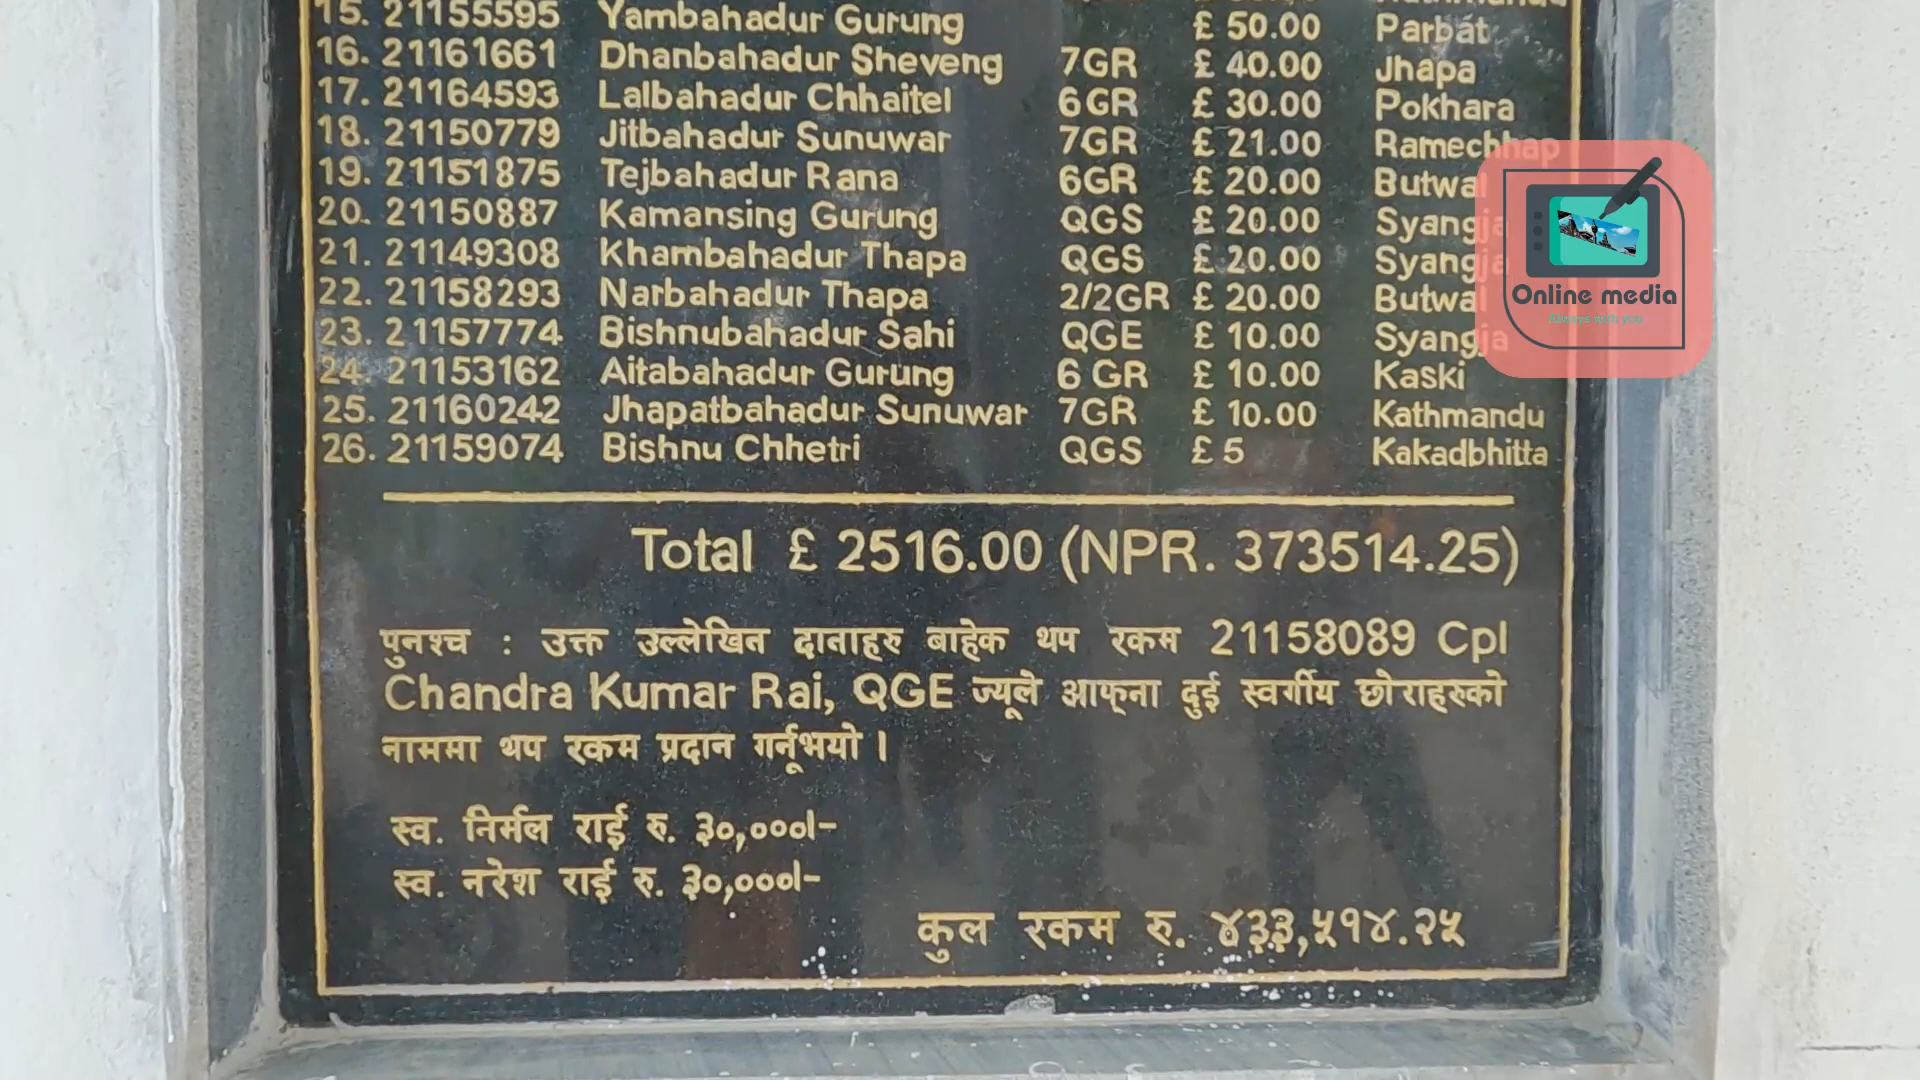 15. 21155595 Yambahadur Gurung £ 50.00 Parbat
16. 21161661 Dhanbahadur Sheveng 7GR £ 40.00 Jhapa
17. 21164593 Lalbahadur Chhaitel 6GR £ 30.00 Pokhara
18. 21150779 Jitbahadur Sunuwar 7GR £ 21.00 Ramechhap
19. 21151875 Tejbahadur Rana 6GR £ 20.00 Butwal
20. 21150887 Kamansing Gurung QGS £ 20.00 Syangja
21. 21149308 Khambahadur Thapa QGS £ 20.00 Syangja
22. 21158293 Narbahadur Thapa 2/2GR £ 20.00 Butwal
23. 21157774 Bishnubahadur Sahi QGE £ 10.00 Syangja
24. 21153162 Aitabahadur Gurung 6 GR £ 10.00 Kaski
25. 21160242 Jhapatbahadur Sunuwar 7GR £ 10.00 Kathmandu
26. 21159074 Bishnu Chhetri QGS £ 5 Kakadbhitta
Total £ 2516.00 (NPR. 373514.25)
पुनश्च : उक्त उल्लेखित दाताहरु बाहेक थप रकम 21158089 Cpl
Chandra Kumar Rai, QGE ज्यूले आफ्ना दुई स्वर्गीय छोराहरुको
नाममा थप रकम प्रदान गर्नूभयो ।
स्व. निर्मल राई रु. ३०,०००।-
स्व. नरेश राई रु. ३०,०००।-
कुल रकम रु. ४३३,५१४.२५
Online media
Always with you